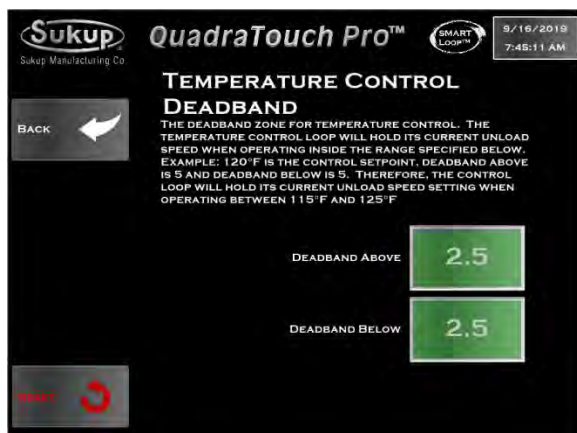 Sukup
Sukup Manufacturing Co
QuadraTouch Pro™
SMART
LOOP™
9/16/2019
7:45:11 AM
TEMPERATURE CONTROL
DEADBAND
BACK
THE DEADBAND ZONE FOR TEMPERATURE CONTROL. THE
TEMPERATURE CONTROL LOOP WILL HOLD ITS CURRENT UNLOAD
SPEED WHEN OPERATING INSIDE THE RANGE SPECIFIED BELOW.
EXAMPLE: 120°F IS THE CONTROL SETPOINT, DEADBAND ABOVE
IS 5 AND DEADBAND BELOW IS 5. THEREFORE, THE CONTROL
LOOP WILL HOLD ITS CURRENT UNLOAD SPEED SETTING WHEN
OPERATING BETWEEN 115°F AND 125°F
DEADBAND ABOVE
2.5
DEADBAND BELOW
2.5
RESET